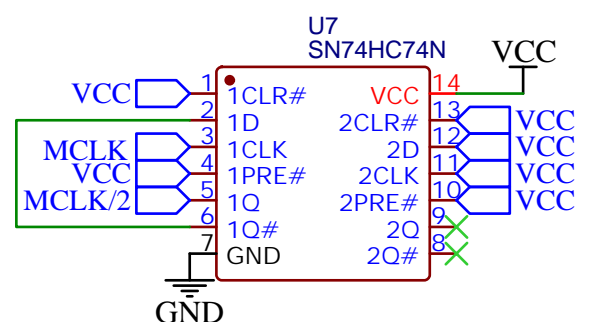 U7
SN74HC74N
VCC
VCC 1 1CLR# VCC 14
2 1D 2CLR# 13 VCC
MCLK 3 1CLK 2D 12 VCC
VCC 4 1PRE# 2CLK 11 VCC
MCLK/2 5 1Q 2PRE# 10 VCC
6 1Q# 2Q 9
7 GND 2Q# 8
GND